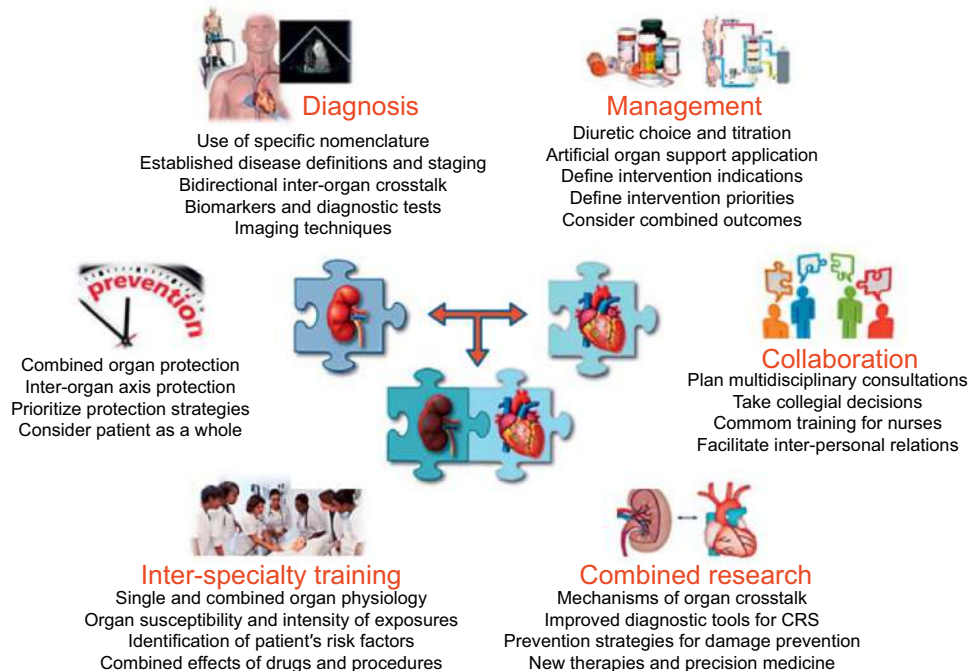 Diagnosis
Use of specific nomenclature
Established disease definitions and staging
Bidirectional inter-organ crosstalk
Biomarkers and diagnostic tests
Imaging techniques
Management
Diuretic choice and titration
Artificial organ support application
Define intervention indications
Define intervention priorities
Consider combined outcomes
prevention
Combined organ protection
Inter-organ axis protection
Prioritize protection strategies
Consider patient as a whole
Collaboration
Plan multidisciplinary consultations
Take collegial decisions
Commom training for nurses
Facilitate inter-personal relations
Inter-specialty training
Single and combined organ physiology
Organ susceptibility and intensity of exposures
Identification of patient's risk factors
Combined effects of drugs and procedures
Combined research
Mechanisms of organ crosstalk
Improved diagnostic tools for CRS
Prevention strategies for damage prevention
New therapies and precision medicine